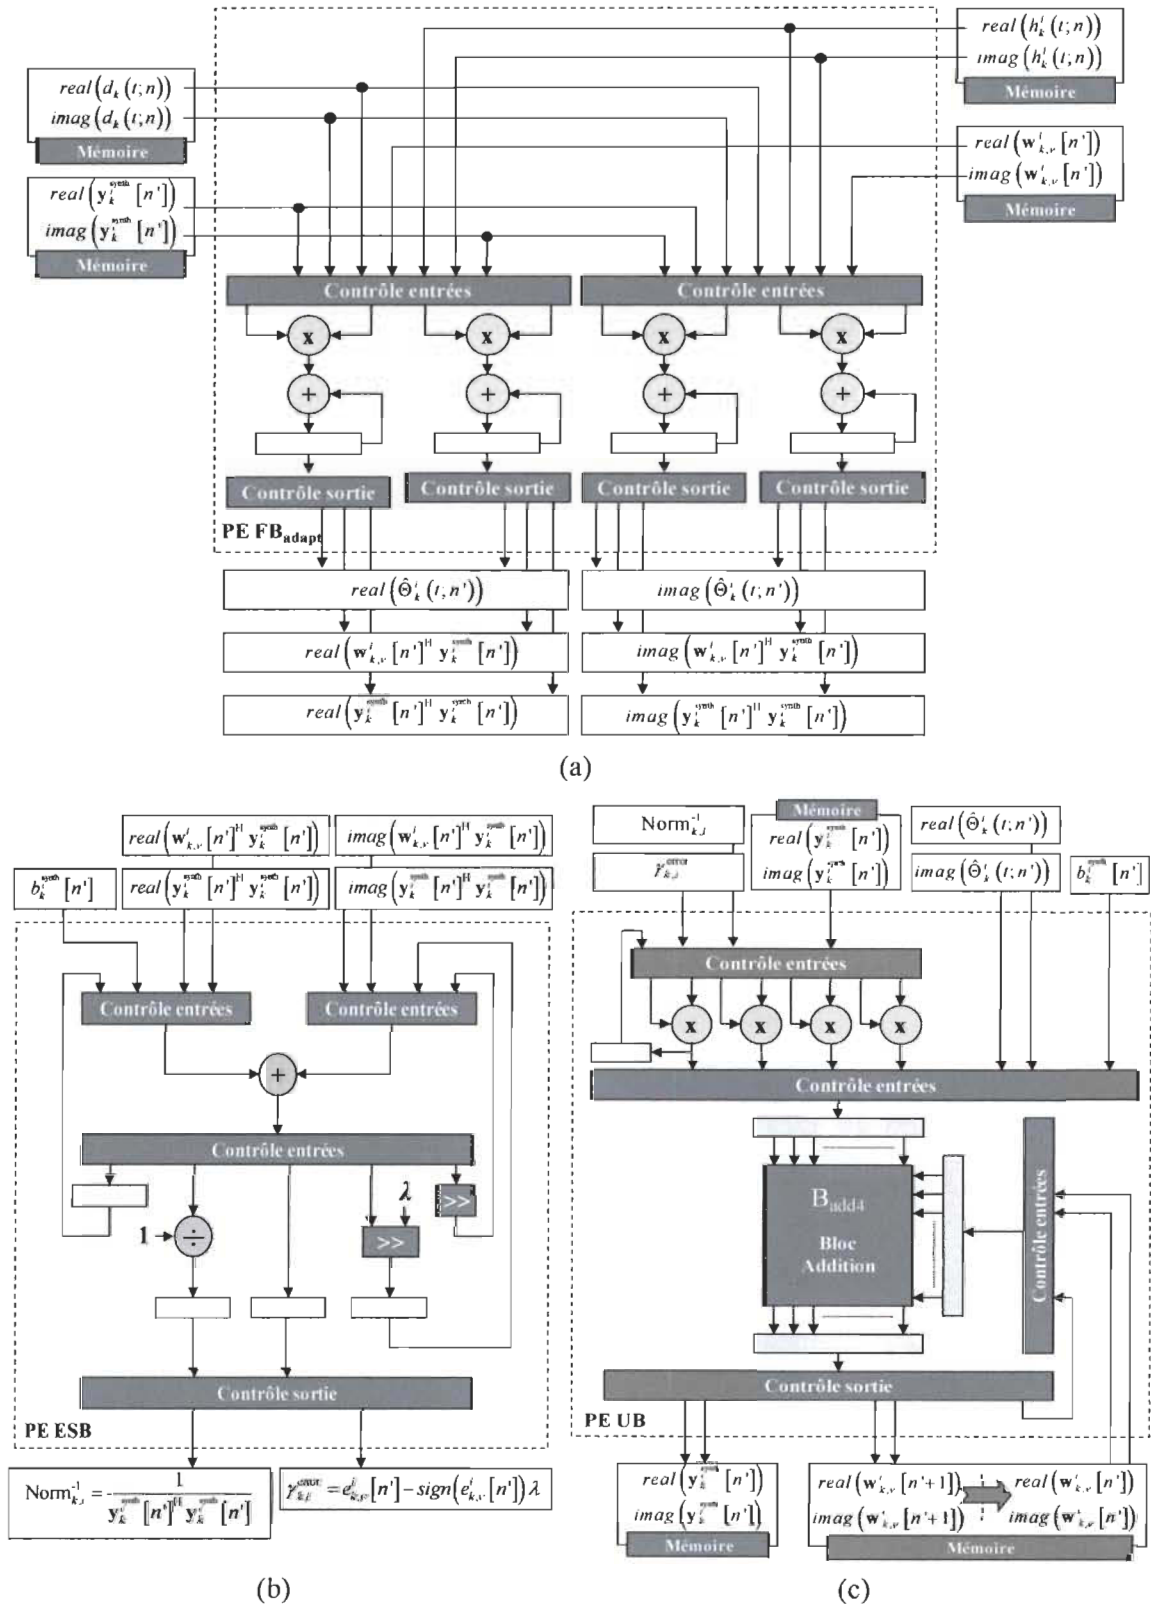 real(h_k^i(t;n))
imag(h_k^i(t;n))
Mémoire
real(d_k(t;n))
imag(d_k(t;n))
Mémoire
real(w_{k,v}^i[n'])
imag(w_{k,v}^i[n'])
Mémoire
real(y_k^{i synth}[n'])
imag(y_k^{i synth}[n'])
Mémoire
Contrôle entrées Contrôle entrées
x x x x
+ + + +
Contrôle sortie Contrôle sortie Contrôle sortie Contrôle sortie
PE FB_adapt
real(Θ̂_k^i(t;n')) imag(Θ̂_k^i(t;n'))
real(w_{k,v}^i[n']^H y_k^{i synth}[n']) imag(w_{k,v}^i[n']^H y_k^{i synth}[n'])
real(y_k^{i synth}[n']^H y_k^{i synth}[n']) imag(y_k^{i synth}[n']^H y_k^{i synth}[n'])
(a)
real(w_{k,v}^i[n']^H y_k^{i synth}[n']) imag(w_{k,v}^i[n']^H y_k^{i synth}[n'])
b_k^{synth}[n'] real(y_k^{i synth}[n']^H y_k^{i synth}[n']) imag(y_k^{i synth}[n']^H y_k^{i synth}[n'])
Contrôle entrées Contrôle entrées
+
Contrôle entrées
>>
λ
1 ÷ >>
Contrôle sortie
PE ESB
Norm_{k,i}^{-1} = 1 / (y_k^{i synth}[n']^H y_k^{i synth}[n'])
γ_{k,i}^{error} = e_{k,v}^i[n'] − sign(e_{k,v}^i[n'])λ
(b)
Norm_{k,i}^{-1}
γ_{k,i}^{error}
Mémoire
real(y_k^{i synth}[n'])
imag(y_k^{i synth}[n'])
real(Θ̂_k^i(t;n'))
imag(Θ̂_k^i(t;n'))
b_k^{synth}[n']
Contrôle entrées
x x x x
Contrôle entrées
B_add4
Bloc
Addition
Contrôle entrées
Contrôle sortie
PE UB
real(y_k^{i synth}[n'])
imag(y_k^{i synth}[n'])
Mémoire
real(w_{k,v}^i[n'+1]) real(w_{k,v}^i[n'])
imag(w_{k,v}^i[n'+1]) imag(w_{k,v}^i[n'])
Mémoire
(c)